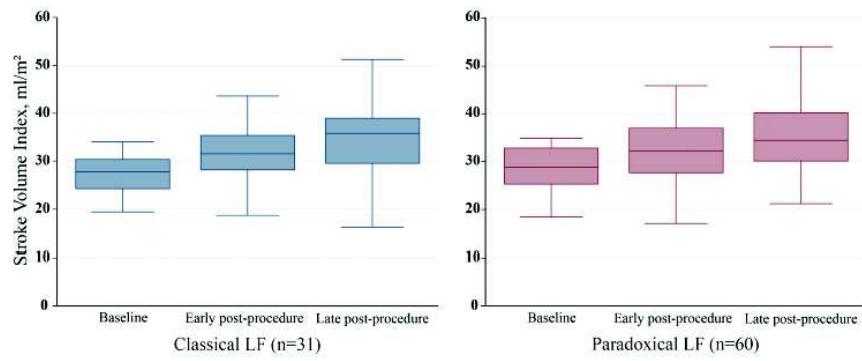 Stroke Volume Index, ml/m²
60
50
40
30
20
10
0
Baseline
Early post-procedure
Late post-procedure
Classical LF (n=31)
60
50
40
30
20
10
0
Baseline
Early post-procedure
Late post-procedure
Paradoxical LF (n=60)